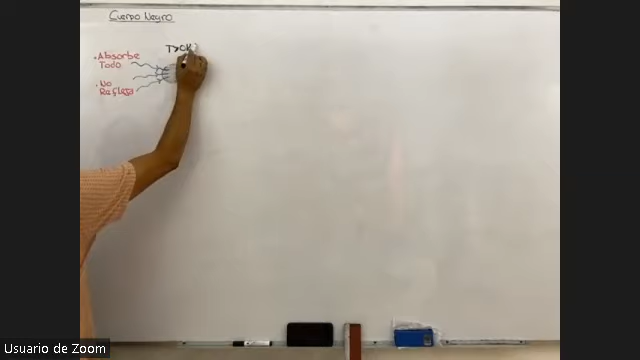 Cuerpo Negro
T>0K
• Absorbe
Todo
• No
Refleja
Usuario de Zoom